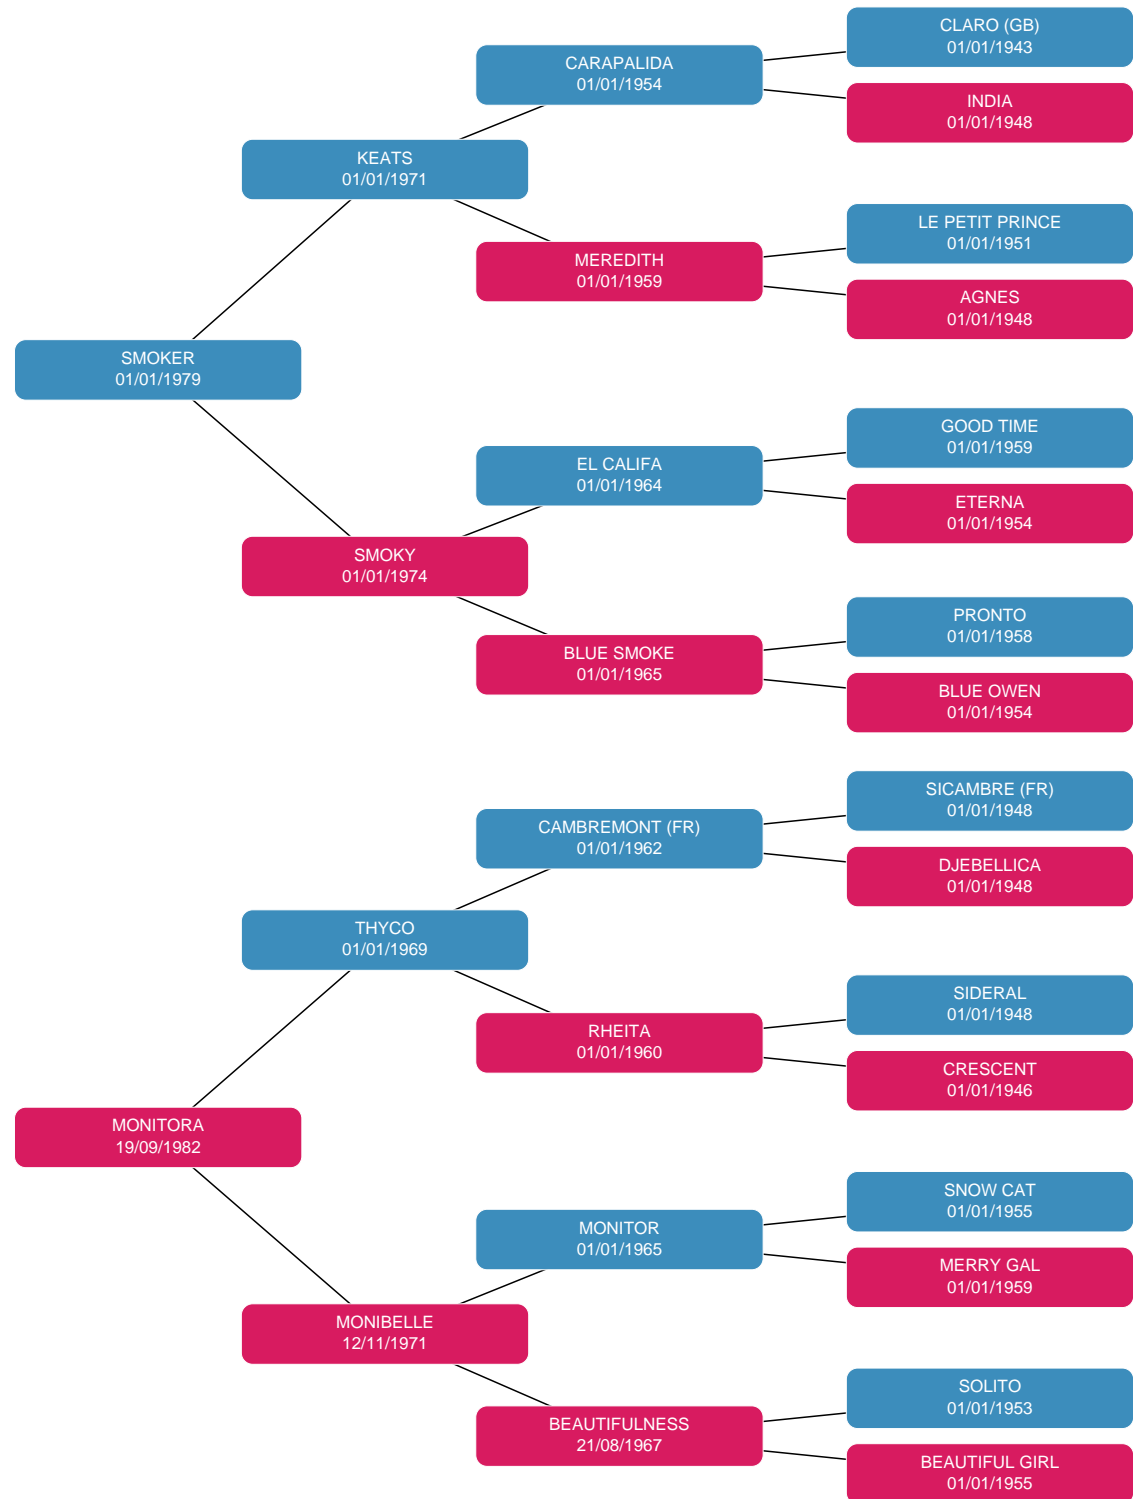 CLARO (GB)
01/01/1943
CARAPALIDA
01/01/1954
INDIA
01/01/1948
KEATS
01/01/1971
LE PETIT PRINCE
01/01/1951
MEREDITH
01/01/1959
AGNES
01/01/1948
SMOKER
01/01/1979
GOOD TIME
01/01/1959
EL CALIFA
01/01/1964
ETERNA
01/01/1954
SMOKY
01/01/1974
PRONTO
01/01/1958
BLUE SMOKE
01/01/1965
BLUE OWEN
01/01/1954
SICAMBRE (FR)
01/01/1948
CAMBREMONT (FR)
01/01/1962
DJEBELLICA
01/01/1948
THYCO
01/01/1969
SIDERAL
01/01/1948
RHEITA
01/01/1960
CRESCENT
01/01/1946
MONITORA
19/09/1982
SNOW CAT
01/01/1955
MONITOR
01/01/1965
MERRY GAL
01/01/1959
MONIBELLE
12/11/1971
SOLITO
01/01/1953
BEAUTIFULNESS
21/08/1967
BEAUTIFUL GIRL
01/01/1955